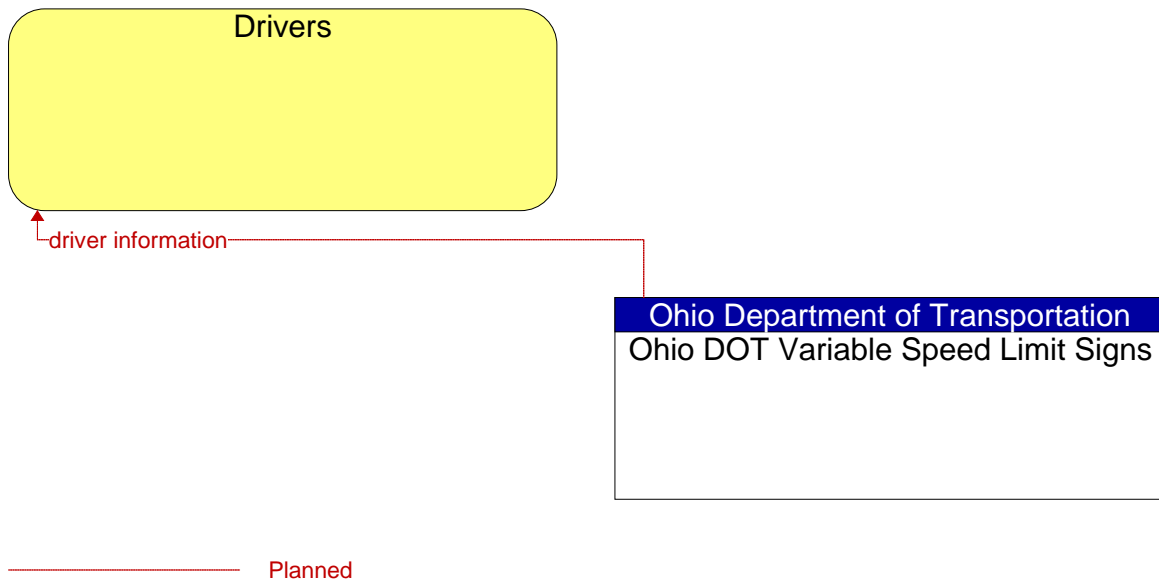 Drivers
driver information
Ohio Department of Transportation
Ohio DOT Variable Speed Limit Signs
Planned